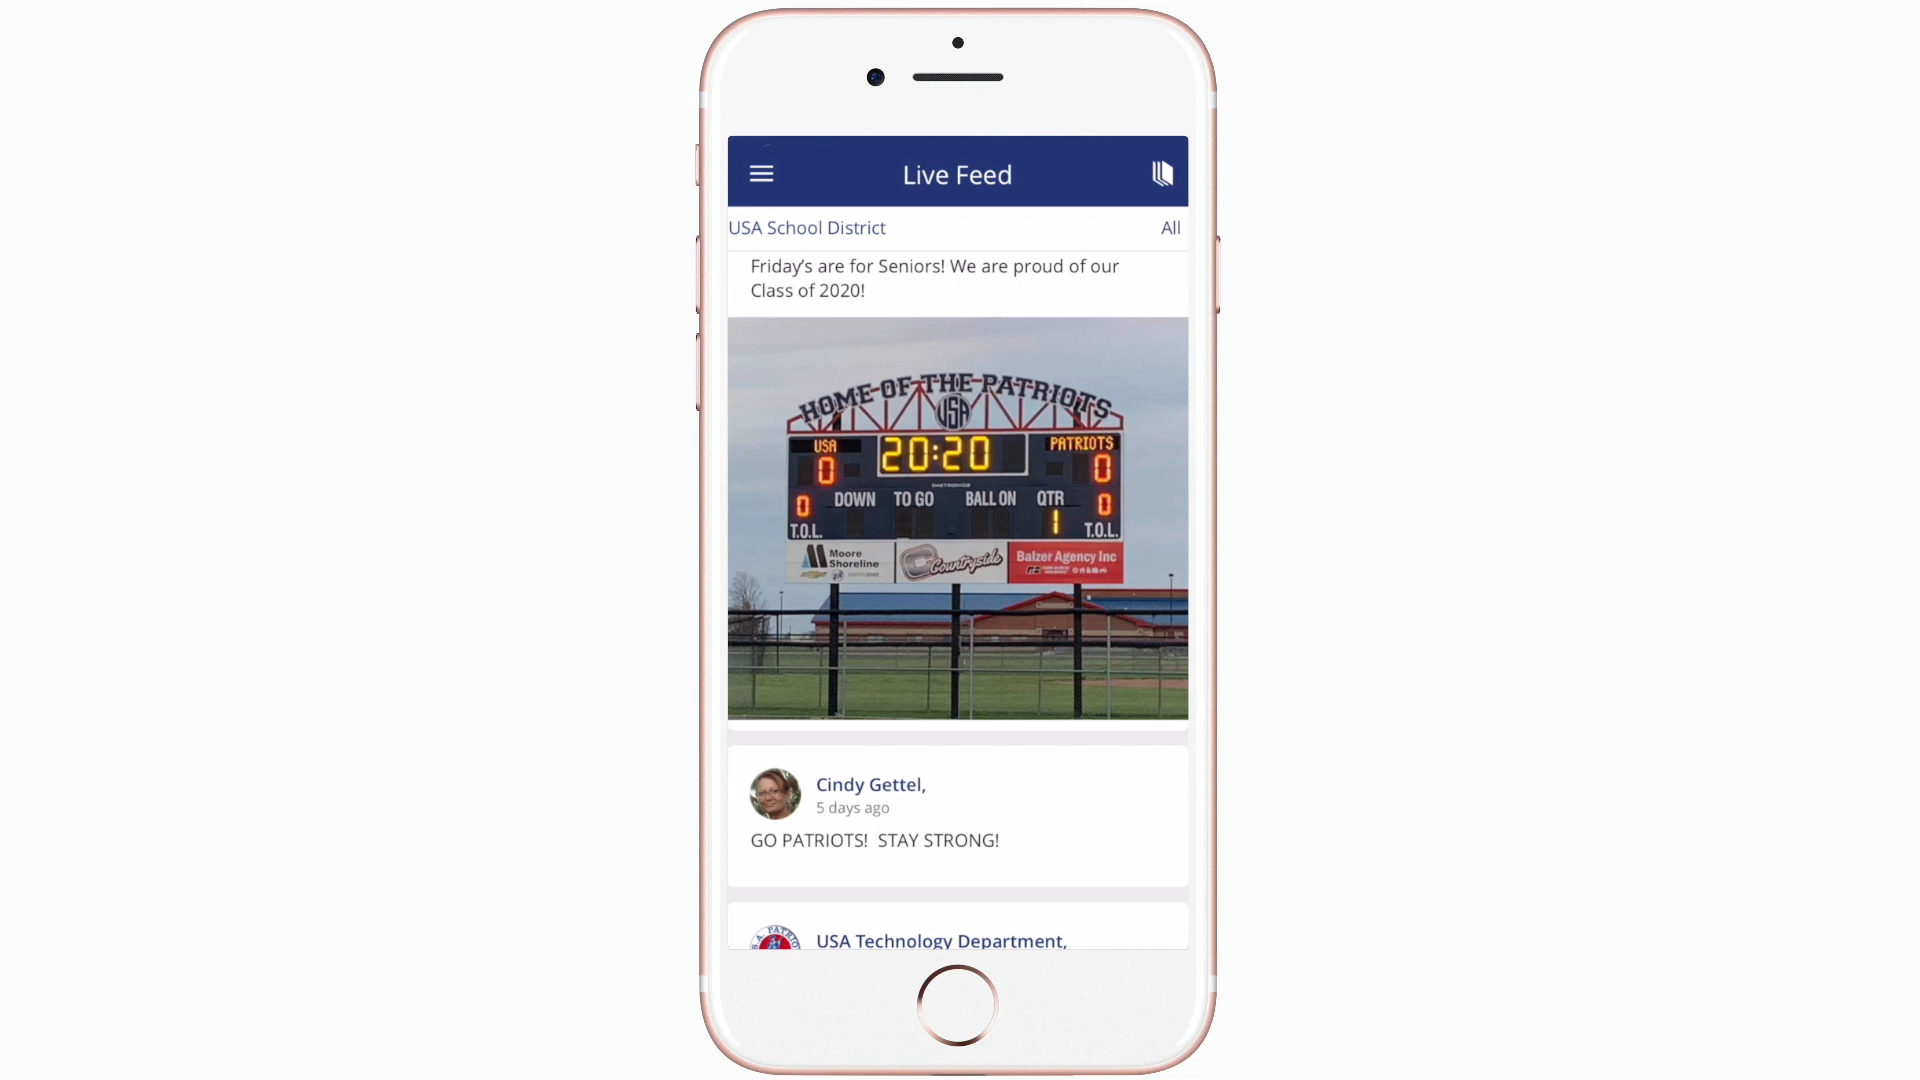 Live Feed
USA School District
All
Friday's are for Seniors! We are proud of our
Class of 2020!
HOME OF THE PATRIOTS
USA
USA
20:20
PATRIOTS
0
0
DAKTRONICS
0
DOWN
TO GO
BALL ON
QTR
0
T.O.L.
1
T.O.L.
Moore
Shoreline
Countryside
Balzer Agency Inc
Cindy Gettel,
5 days ago
GO PATRIOTS!  STAY STRONG!
USA Technology Department,